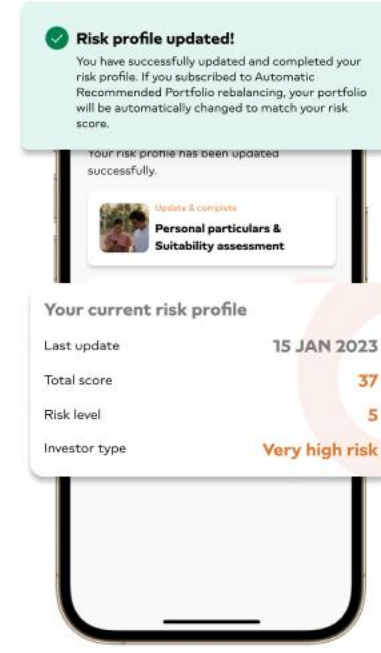 Risk profile updated!
You have successfully updated and completed your
risk profile. If you subscribed to Automatic
Recommended Portfolio rebalancing, your portfolio
will be automatically changed to match your risk
score.
Your risk profile has been updated
successfully.
Update & complete
Personal particulars &
Suitability assessment
Your current risk profile
Last update 15 JAN 2023
Total score 37
Risk level 5
Investor type Very high risk